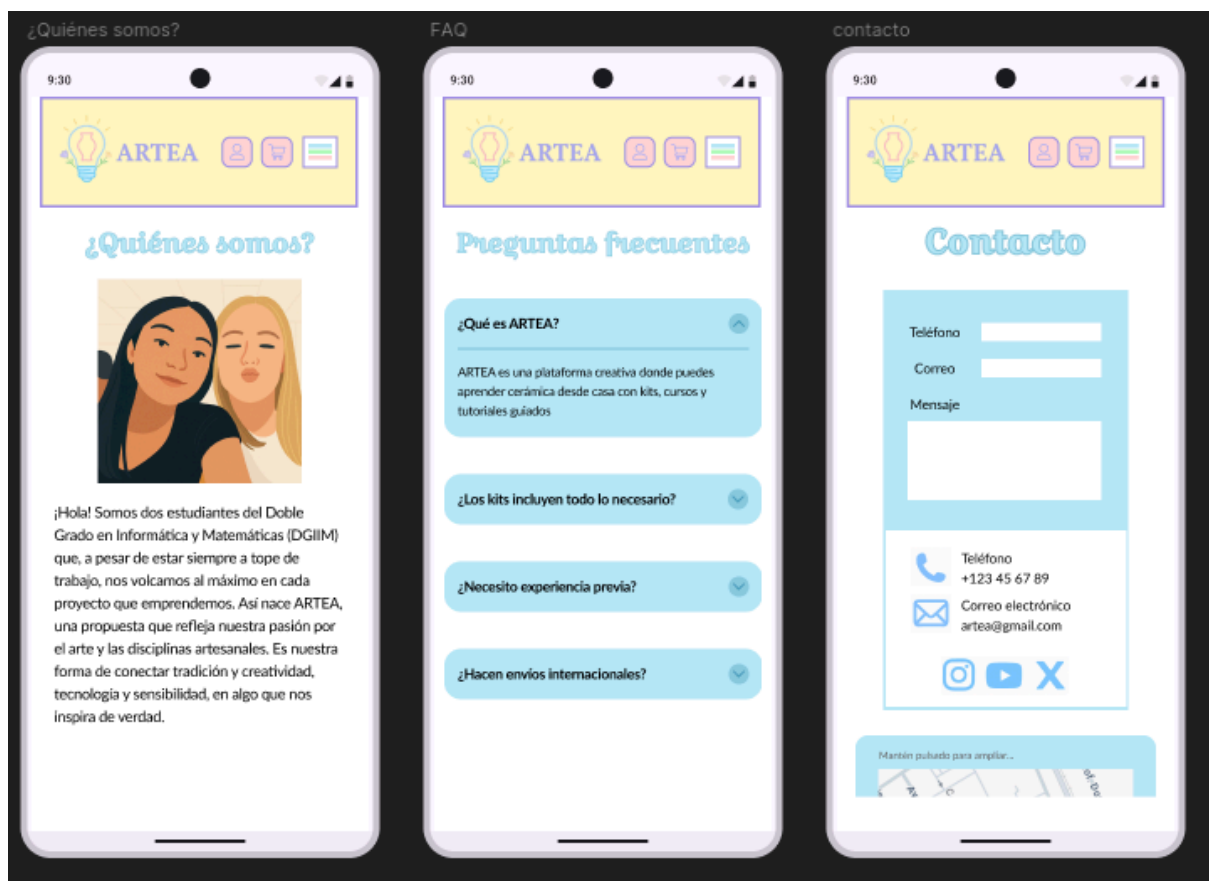 ¿Quiénes somos?
9:30
ARTEA
¿Quiénes somos?
¡Hola! Somos dos estudiantes del Doble
Grado en Informática y Matemáticas (DGIIM)
que, a pesar de estar siempre a tope de
trabajo, nos volcamos al máximo en cada
proyecto que emprendemos. Así nace ARTEA,
una propuesta que refleja nuestra pasión por
el arte y las disciplinas artesanales. Es nuestra
forma de conectar tradición y creatividad,
tecnología y sensibilidad, en algo que nos
inspira de verdad.
FAQ
9:30
ARTEA
Preguntas frecuentes
¿Qué es ARTEA?
ARTEA es una plataforma creativa donde puedes
aprender cerámica desde casa con kits, cursos y
tutoriales guiados
¿Los kits incluyen todo lo necesario?
¿Necesito experiencia previa?
¿Hacen envíos internacionales?
contacto
9:30
ARTEA
Contacto
Teléfono
Correo
Mensaje
Teléfono
+123 45 67 89
Correo electrónico
artea@gmail.com
Mantén pulsado para ampliar...